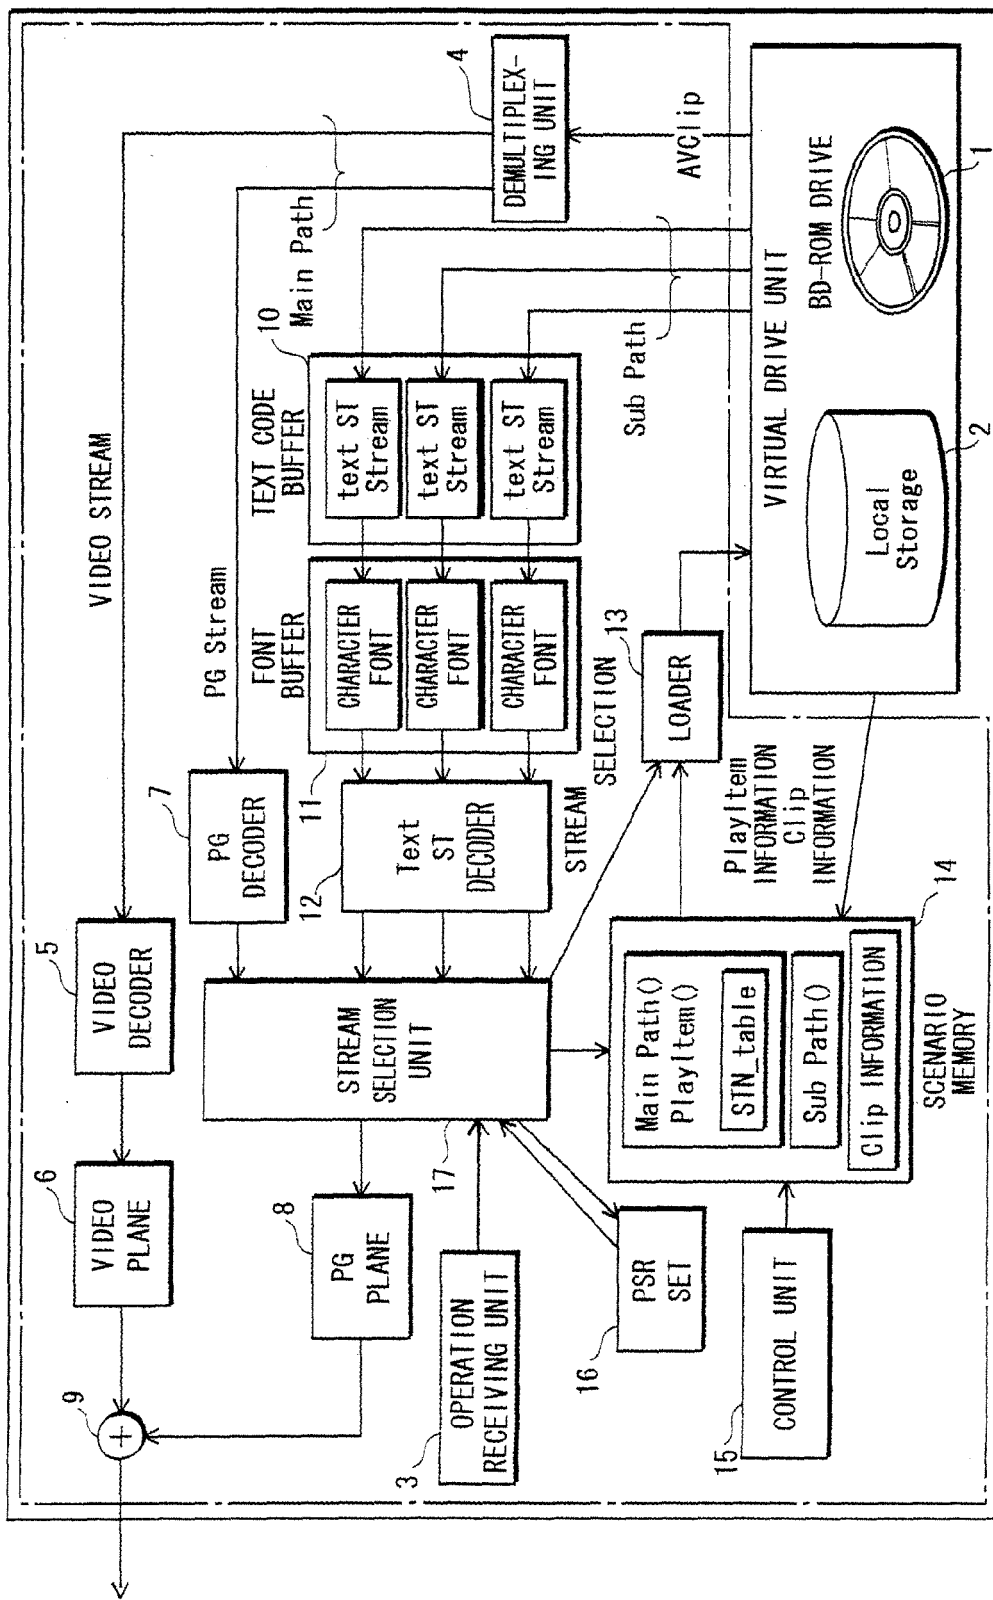 VIDEO STREAM
9
6
VIDEO
PLANE
5
VIDEO
DECODER
8
PG
PLANE
7
PG
DECODER
PG Stream
Main Path
4
DEMULTIPLEX-
ING UNIT
17
STREAM
SELECTION
UNIT
12
Text
ST
DECODER
11
FONT
BUFFER
CHARACTER
FONT
CHARACTER
FONT
CHARACTER
FONT
10
TEXT CODE
BUFFER
text ST
Stream
text ST
Stream
text ST
Stream
3
OPERATION
RECEIVING UNIT
STREAM SELECTION
Sub Path
AVClip
16
PSR
SET
13
LOADER
15
CONTROL UNIT
14
Main Path()
PlayItem()
STN_table
Sub Path()
Clip INFORMATION
SCENARIO
MEMORY
PlayItem
INFORMATION
Clip
INFORMATION
VIRTUAL DRIVE UNIT
Local
Storage
2
BD-ROM DRIVE
1